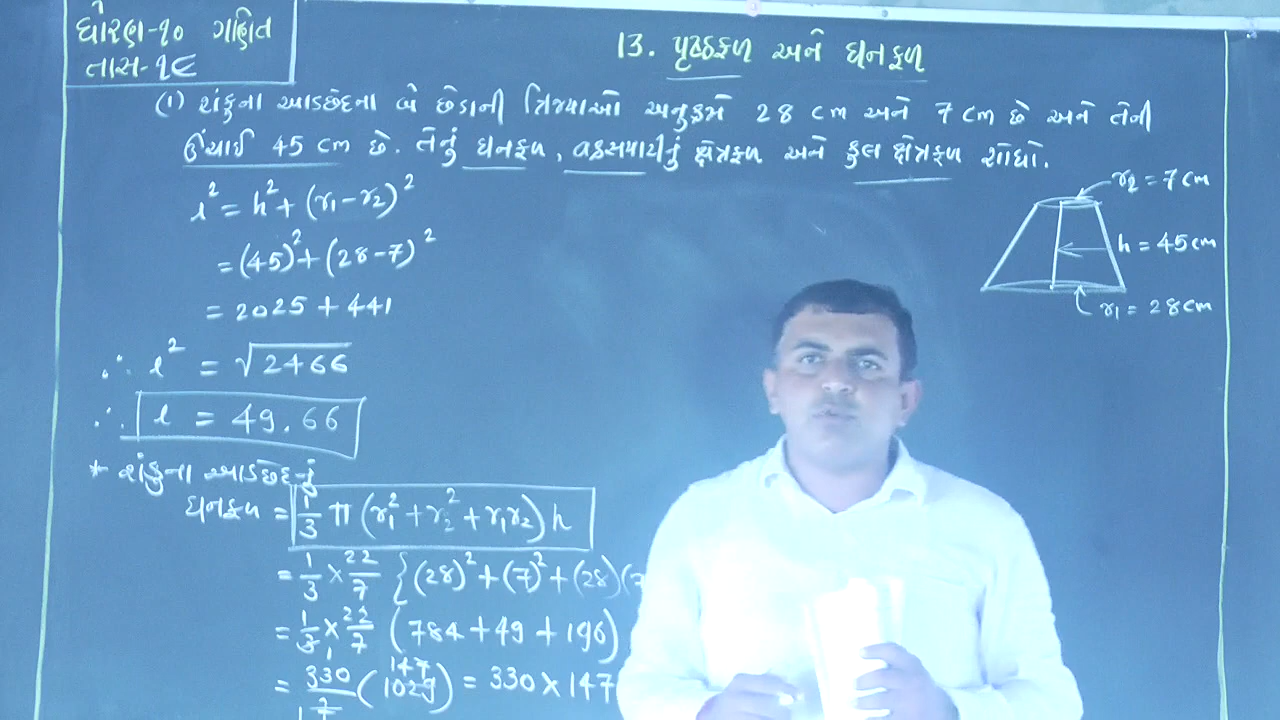 ધોરણ-૧૦ ગણિત
તાસ-૧૯
13. પૃષ્ઠફળ અને ઘનફળ
(1) શંકુના આડછેદના બે છેડાની ત્રિજ્યાઓ અનુક્રમે 28 cm અને 7 cm છે અને તેની
ઊંચાઈ 45 cm છે. તેનું ઘનફળ, વક્રસપાટીનું ક્ષેત્રફળ અને કુલ ક્ષેત્રફળ શોધો.
r2 = 7 cm
h = 45 cm
r1 = 28 cm
l² = h² + (r1 - r2)²
= (45)² + (28-7)²
= 2025 + 441
∴ l² = √2466
∴ l = 49.66
* શંકુના આડછેદનું
ઘનફળ = 1/3 π (r1² + r2² + r1r2) h
= 1/3 × 22/7 {(28)² + (7)² + (28)(7
= 1/3 × 22/7 (784 + 49 + 196)
= 330/7 (1029) 147 = 330 × 147